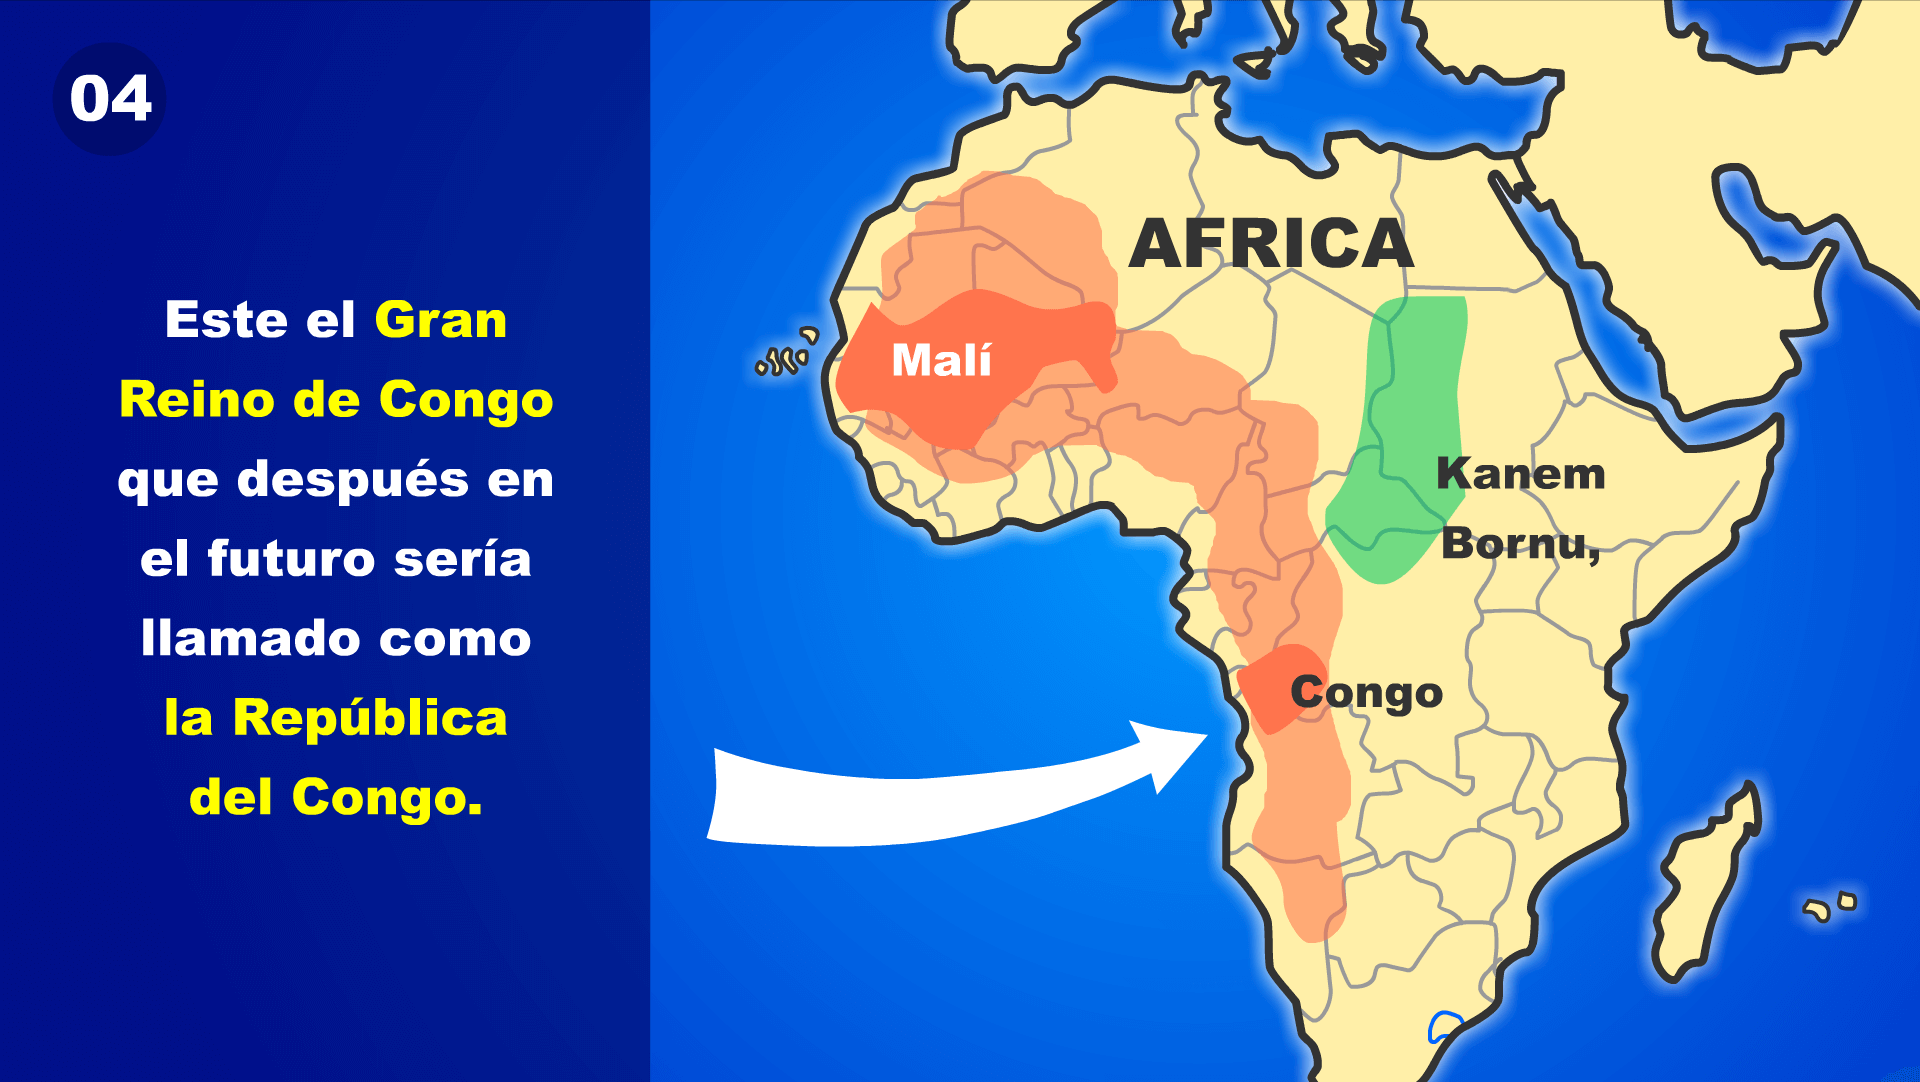 04
Este el Gran
Reino de Congo
que después en
el futuro sería
llamado como
la República
del Congo.
AFRICA
Malí
Kanem
Bornu,
Congo